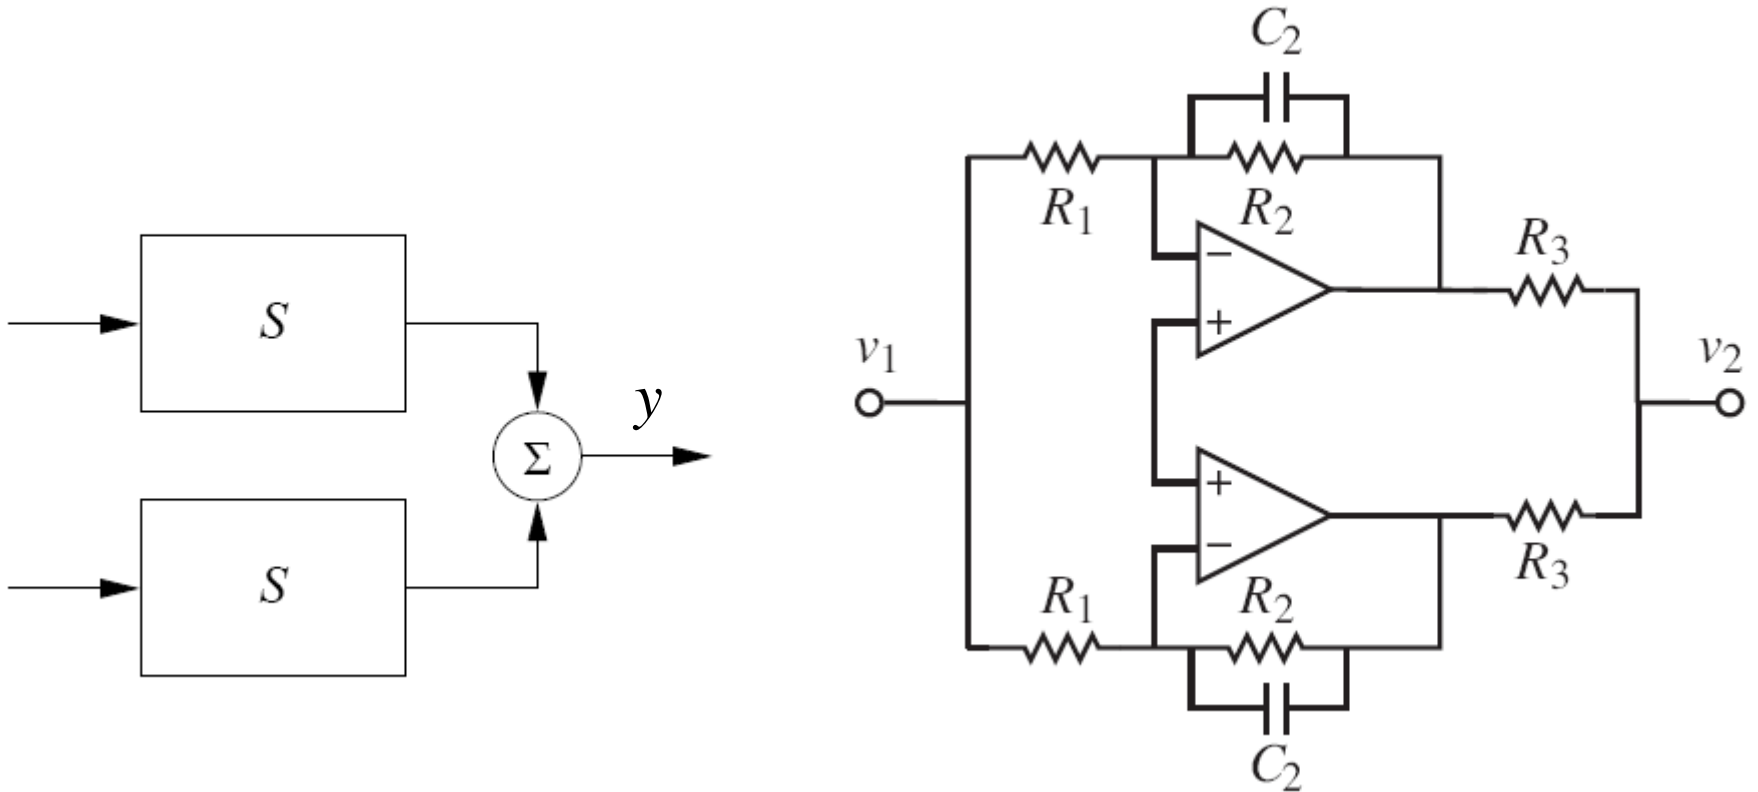 S
S
Σ
y
C₂
R₁
R₂
−
+
R₃
v₁
v₂
+
−
R₁
R₂
R₃
C₂